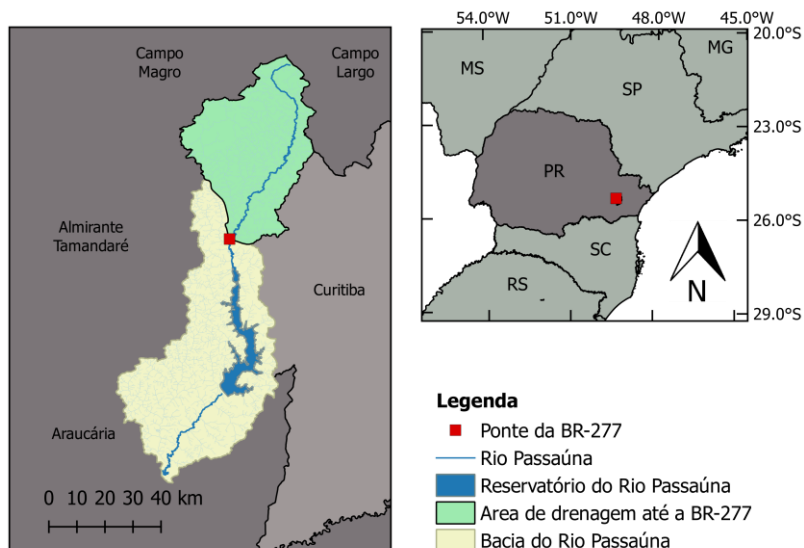 Campo
Magro
Campo
Largo
Almirante
Tamandaré
Curitiba
Araucária
0 10 20 30 40 km
54.0°W 51.0°W 48.0°W 45.0°W
20.0°S
23.0°S
26.0°S
29.0°S
MS
MG
SP
PR
SC
RS
N
Legenda
Ponte da BR-277
Rio Passaúna
Reservatório do Rio Passaúna
Area de drenagem até a BR-277
Bacia do Rio Passaúna